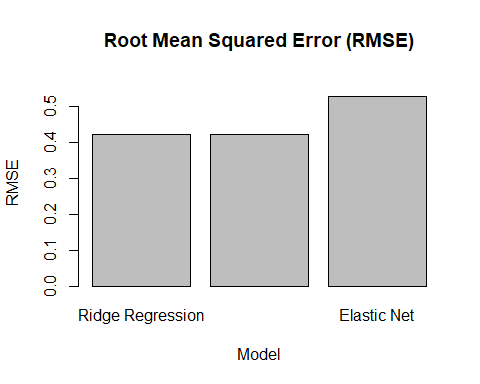 Root Mean Squared Error (RMSE)
RMSE
0.5
0.4
0.3
0.2
0.1
0.0
Ridge Regression Elastic Net
Model